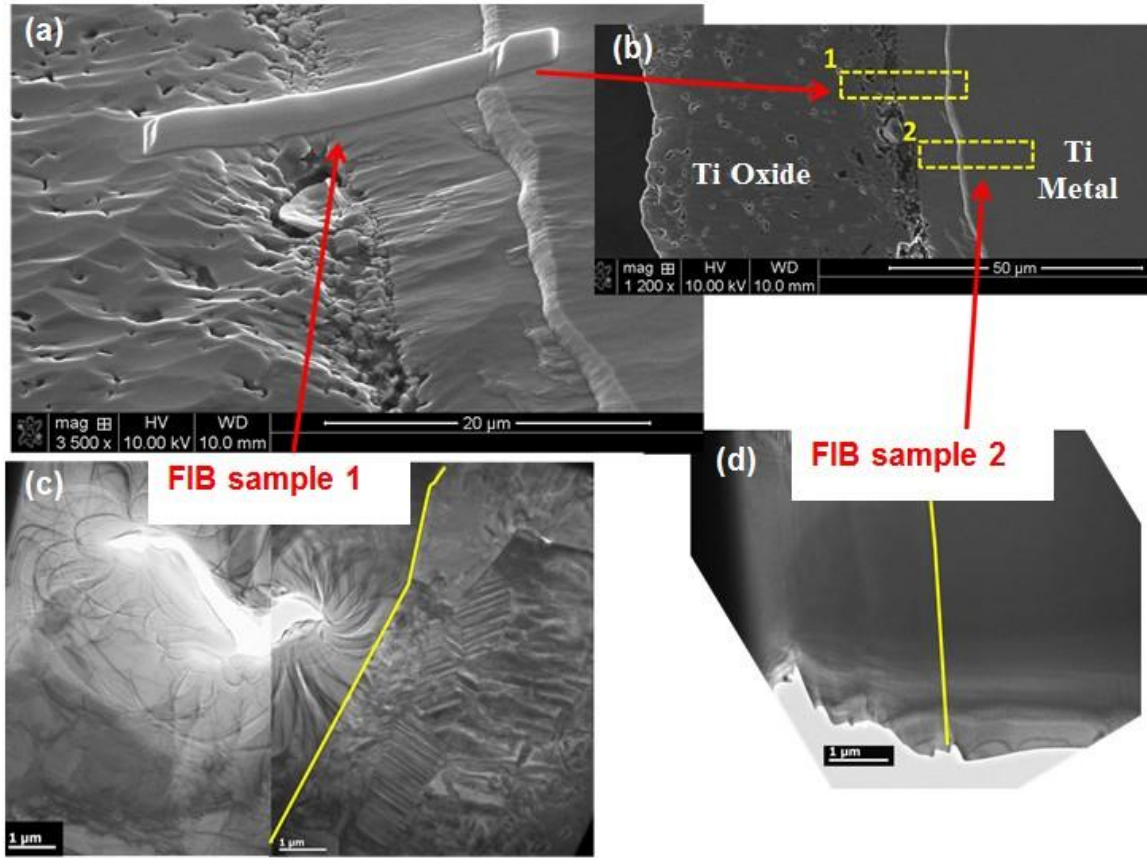 (a)
mag HV WD
3 500 x 10.00 kV 10.0 mm
20 µm
(b)
1
2
Ti Oxide
Ti
Metal
mag HV WD
1 200 x 10.00 kV 10.0 mm
50 µm
(c)
FIB sample 1
1 µm
1 µm
(d)
FIB sample 2
1 µm